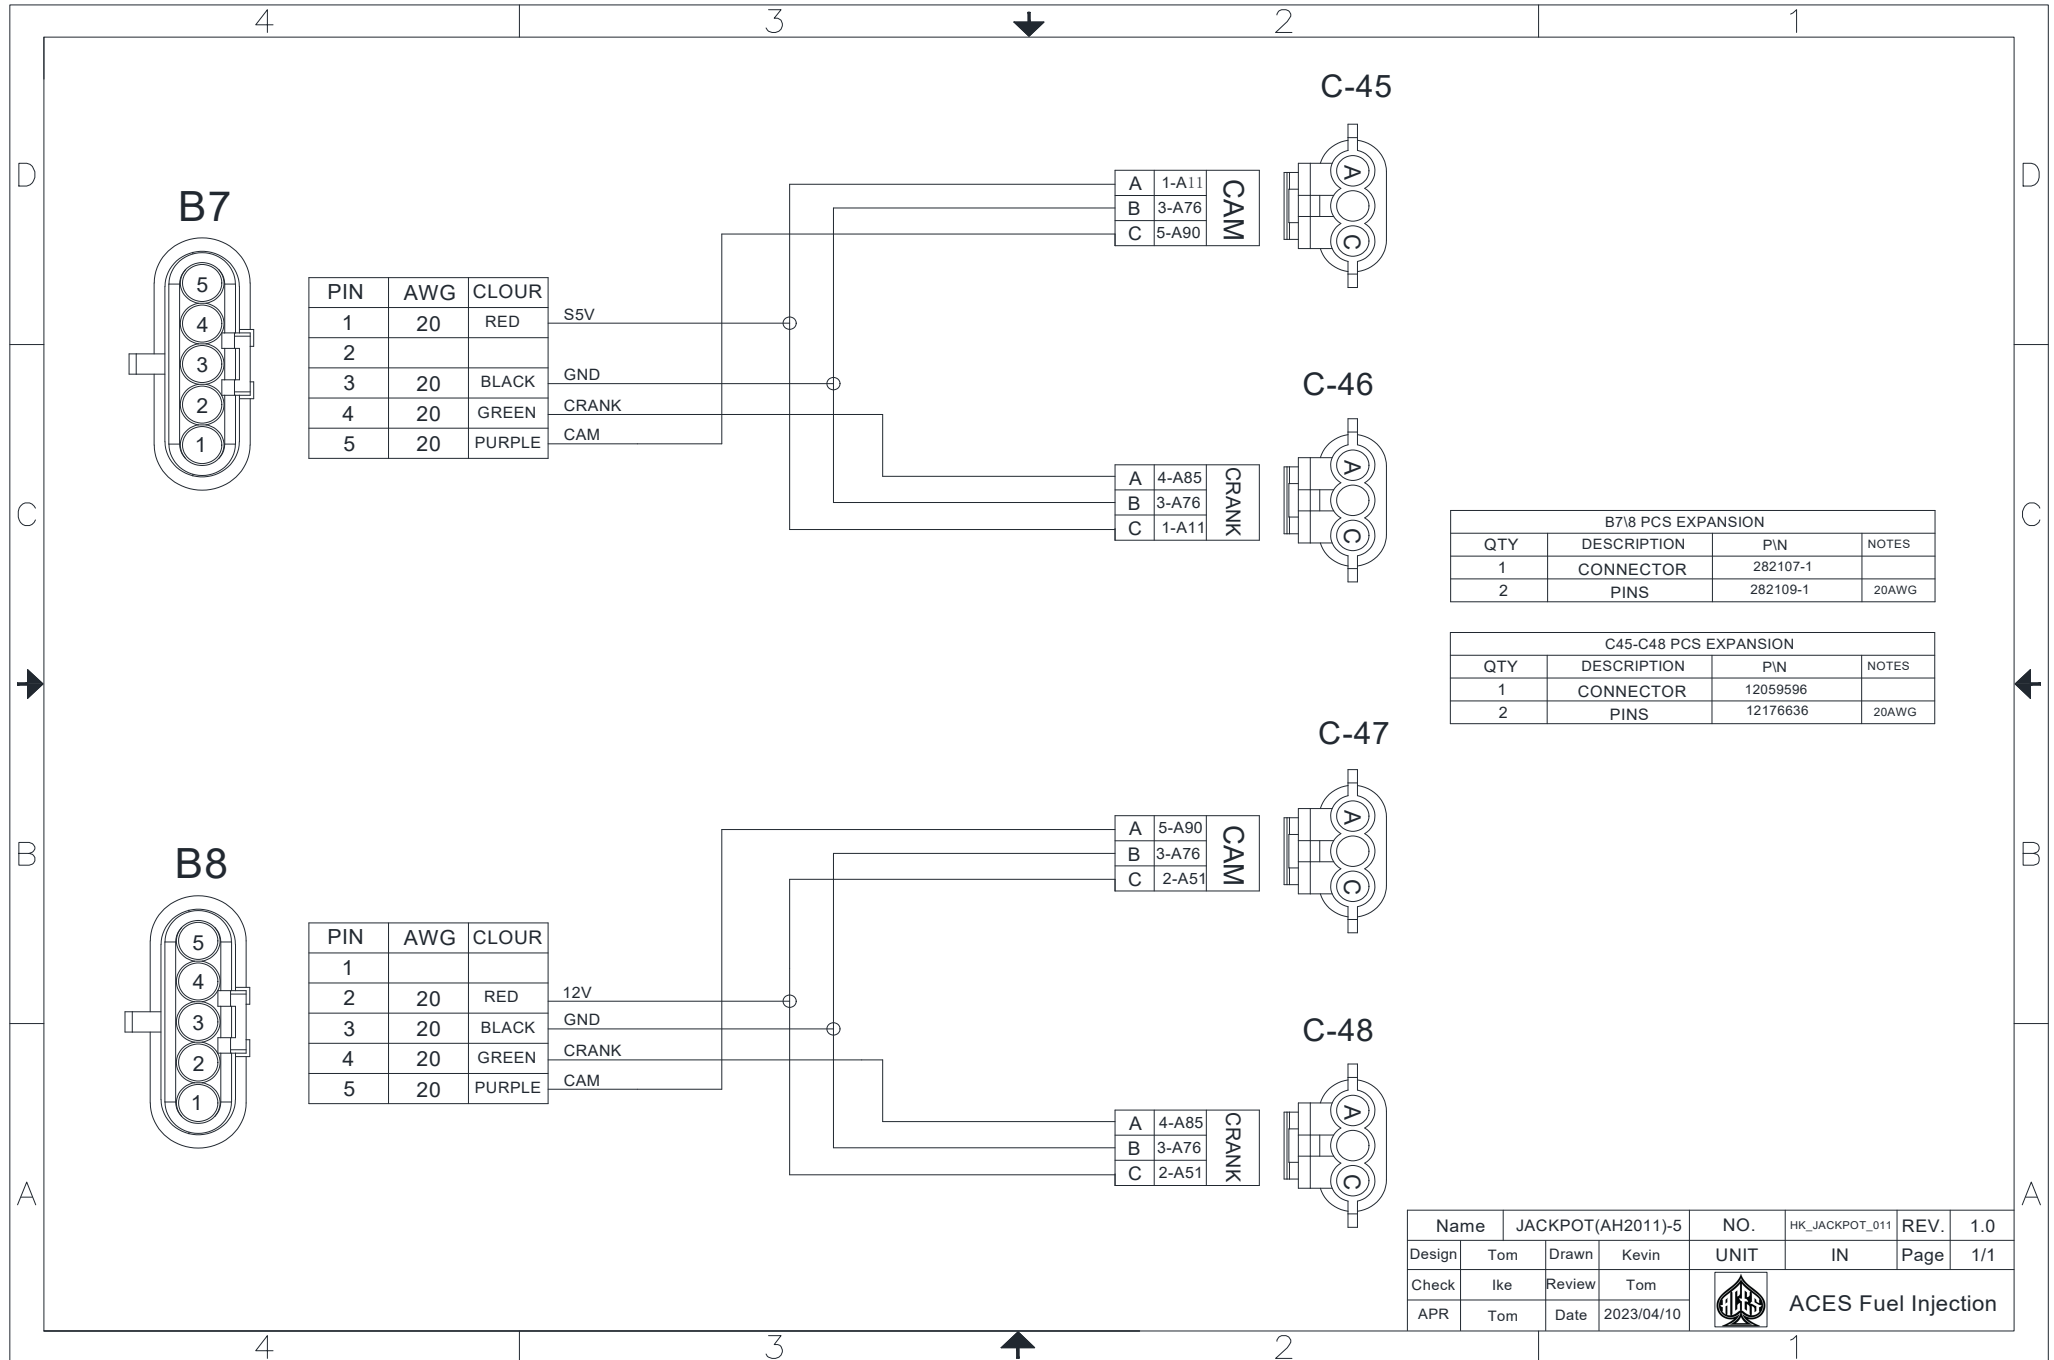 4 3 2 1
D
C
B
A
D
C
B
A
B7
5
4
3
2
1
PIN AWG CLOUR
1 20 RED S5V
2
3 20 BLACK GND
4 20 GREEN CRANK
5 20 PURPLE CAM
C-45
A 1-A11
B 3-A76
C 5-A90
CAM
A
C
C-46
A 4-A85
B 3-A76
C 1-A11
CRANK
A
C
B7\8 PCS EXPANSION
QTY DESCRIPTION P\N NOTES
1 CONNECTOR 282107-1
2 PINS 282109-1 20AWG
C45-C48 PCS EXPANSION
QTY DESCRIPTION P\N NOTES
1 CONNECTOR 12059596
2 PINS 12176636 20AWG
B8
5
4
3
2
1
PIN AWG CLOUR
1
2 20 RED 12V
3 20 BLACK GND
4 20 GREEN CRANK
5 20 PURPLE CAM
C-47
A 5-A90
B 3-A76
C 2-A51
CAM
A
C
C-48
A 4-A85
B 3-A76
C 2-A51
CRANK
A
C
Name JACKPOT(AH2011)-5 NO. HK_JACKPOT_011 REV. 1.0
Design Tom Drawn Kevin UNIT IN Page 1/1
Check Ike Review Tom
APR Tom Date 2023/04/10
ACES
ACES Fuel Injection
4 3 2 1